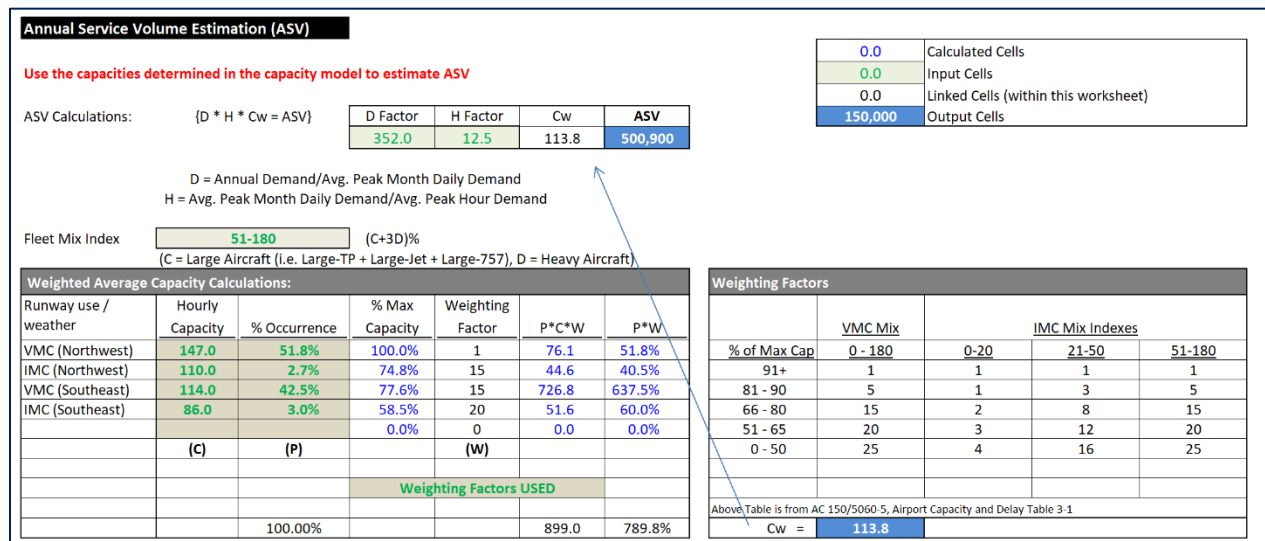 Annual Service Volume Estimation (ASV)
0.0 Calculated Cells
Use the capacities determined in the capacity model to estimate ASV
0.0 Input Cells
0.0 Linked Cells (within this worksheet)
ASV Calculations: {D * H * Cw = ASV} D Factor H Factor Cw ASV
150,000 Output Cells
352.0 12.5 113.8 500,900
D = Annual Demand/Avg. Peak Month Daily Demand
H = Avg. Peak Month Daily Demand/Avg. Peak Hour Demand
Fleet Mix Index 51-180 (C+3D)%
(C = Large Aircraft (i.e. Large-TP + Large-Jet + Large-757), D = Heavy Aircraft)
Weighted Average Capacity Calculations:
Runway use / Hourly % Max Weighting
weather Capacity % Occurrence Capacity Factor P*C*W P*W
VMC (Northwest) 147.0 51.8% 100.0% 1 76.1 51.8%
IMC (Northwest) 110.0 2.7% 74.8% 15 44.6 40.5%
VMC (Southeast) 114.0 42.5% 77.6% 15 726.8 637.5%
IMC (Southeast) 86.0 3.0% 58.5% 20 51.6 60.0%
0.0% 0 0.0 0.0%
(C) (P) (W)
Weighting Factors USED
100.00% 899.0 789.8%
Weighting Factors
VMC Mix IMC Mix Indexes
% of Max Cap 0 - 180 0-20 21-50 51-180
91+ 1 1 1 1
81 - 90 5 1 3 5
66 - 80 15 2 8 15
51 - 65 20 3 12 20
0 - 50 25 4 16 25
Above Table is from AC 150/5060-5, Airport Capacity and Delay Table 3-1
Cw = 113.8